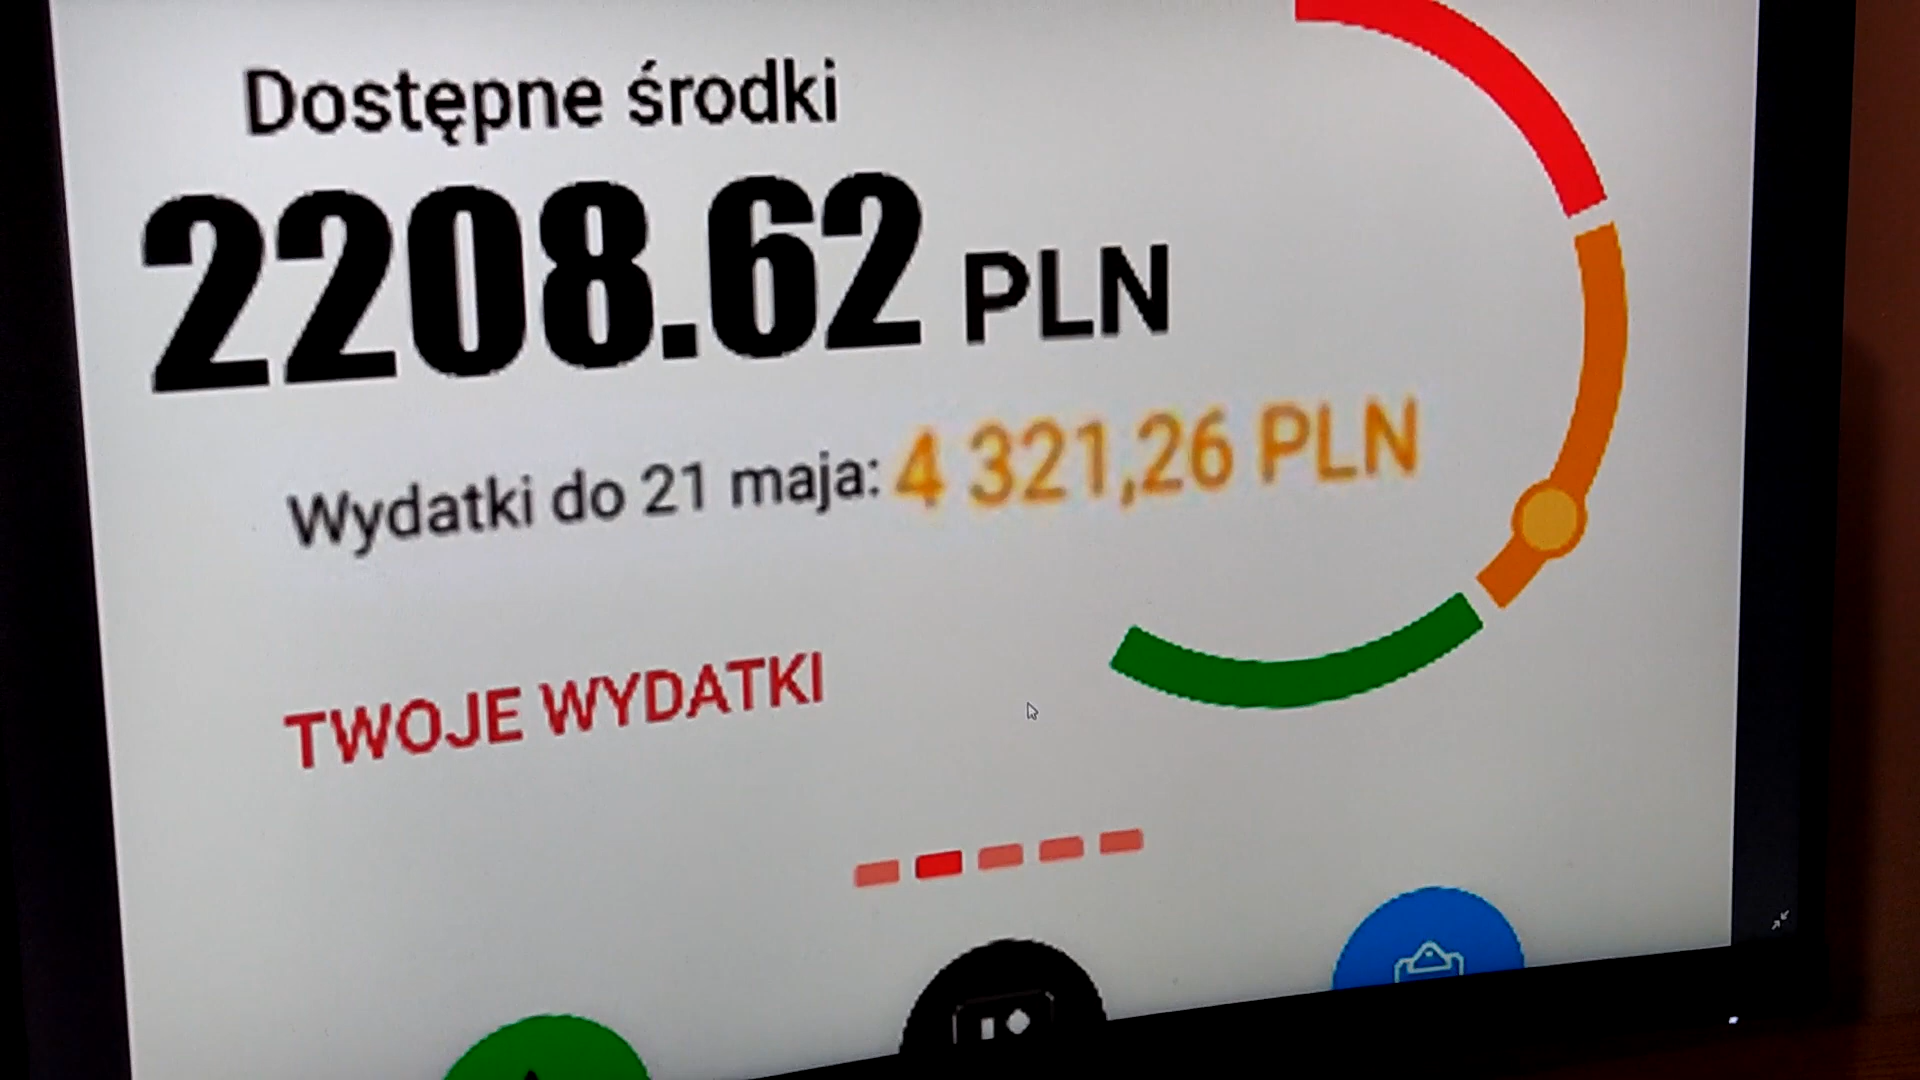 Dostępne środki
2208.62 PLN
Wydatki do 21 maja: 4 321,26 PLN
TWOJE WYDATKI